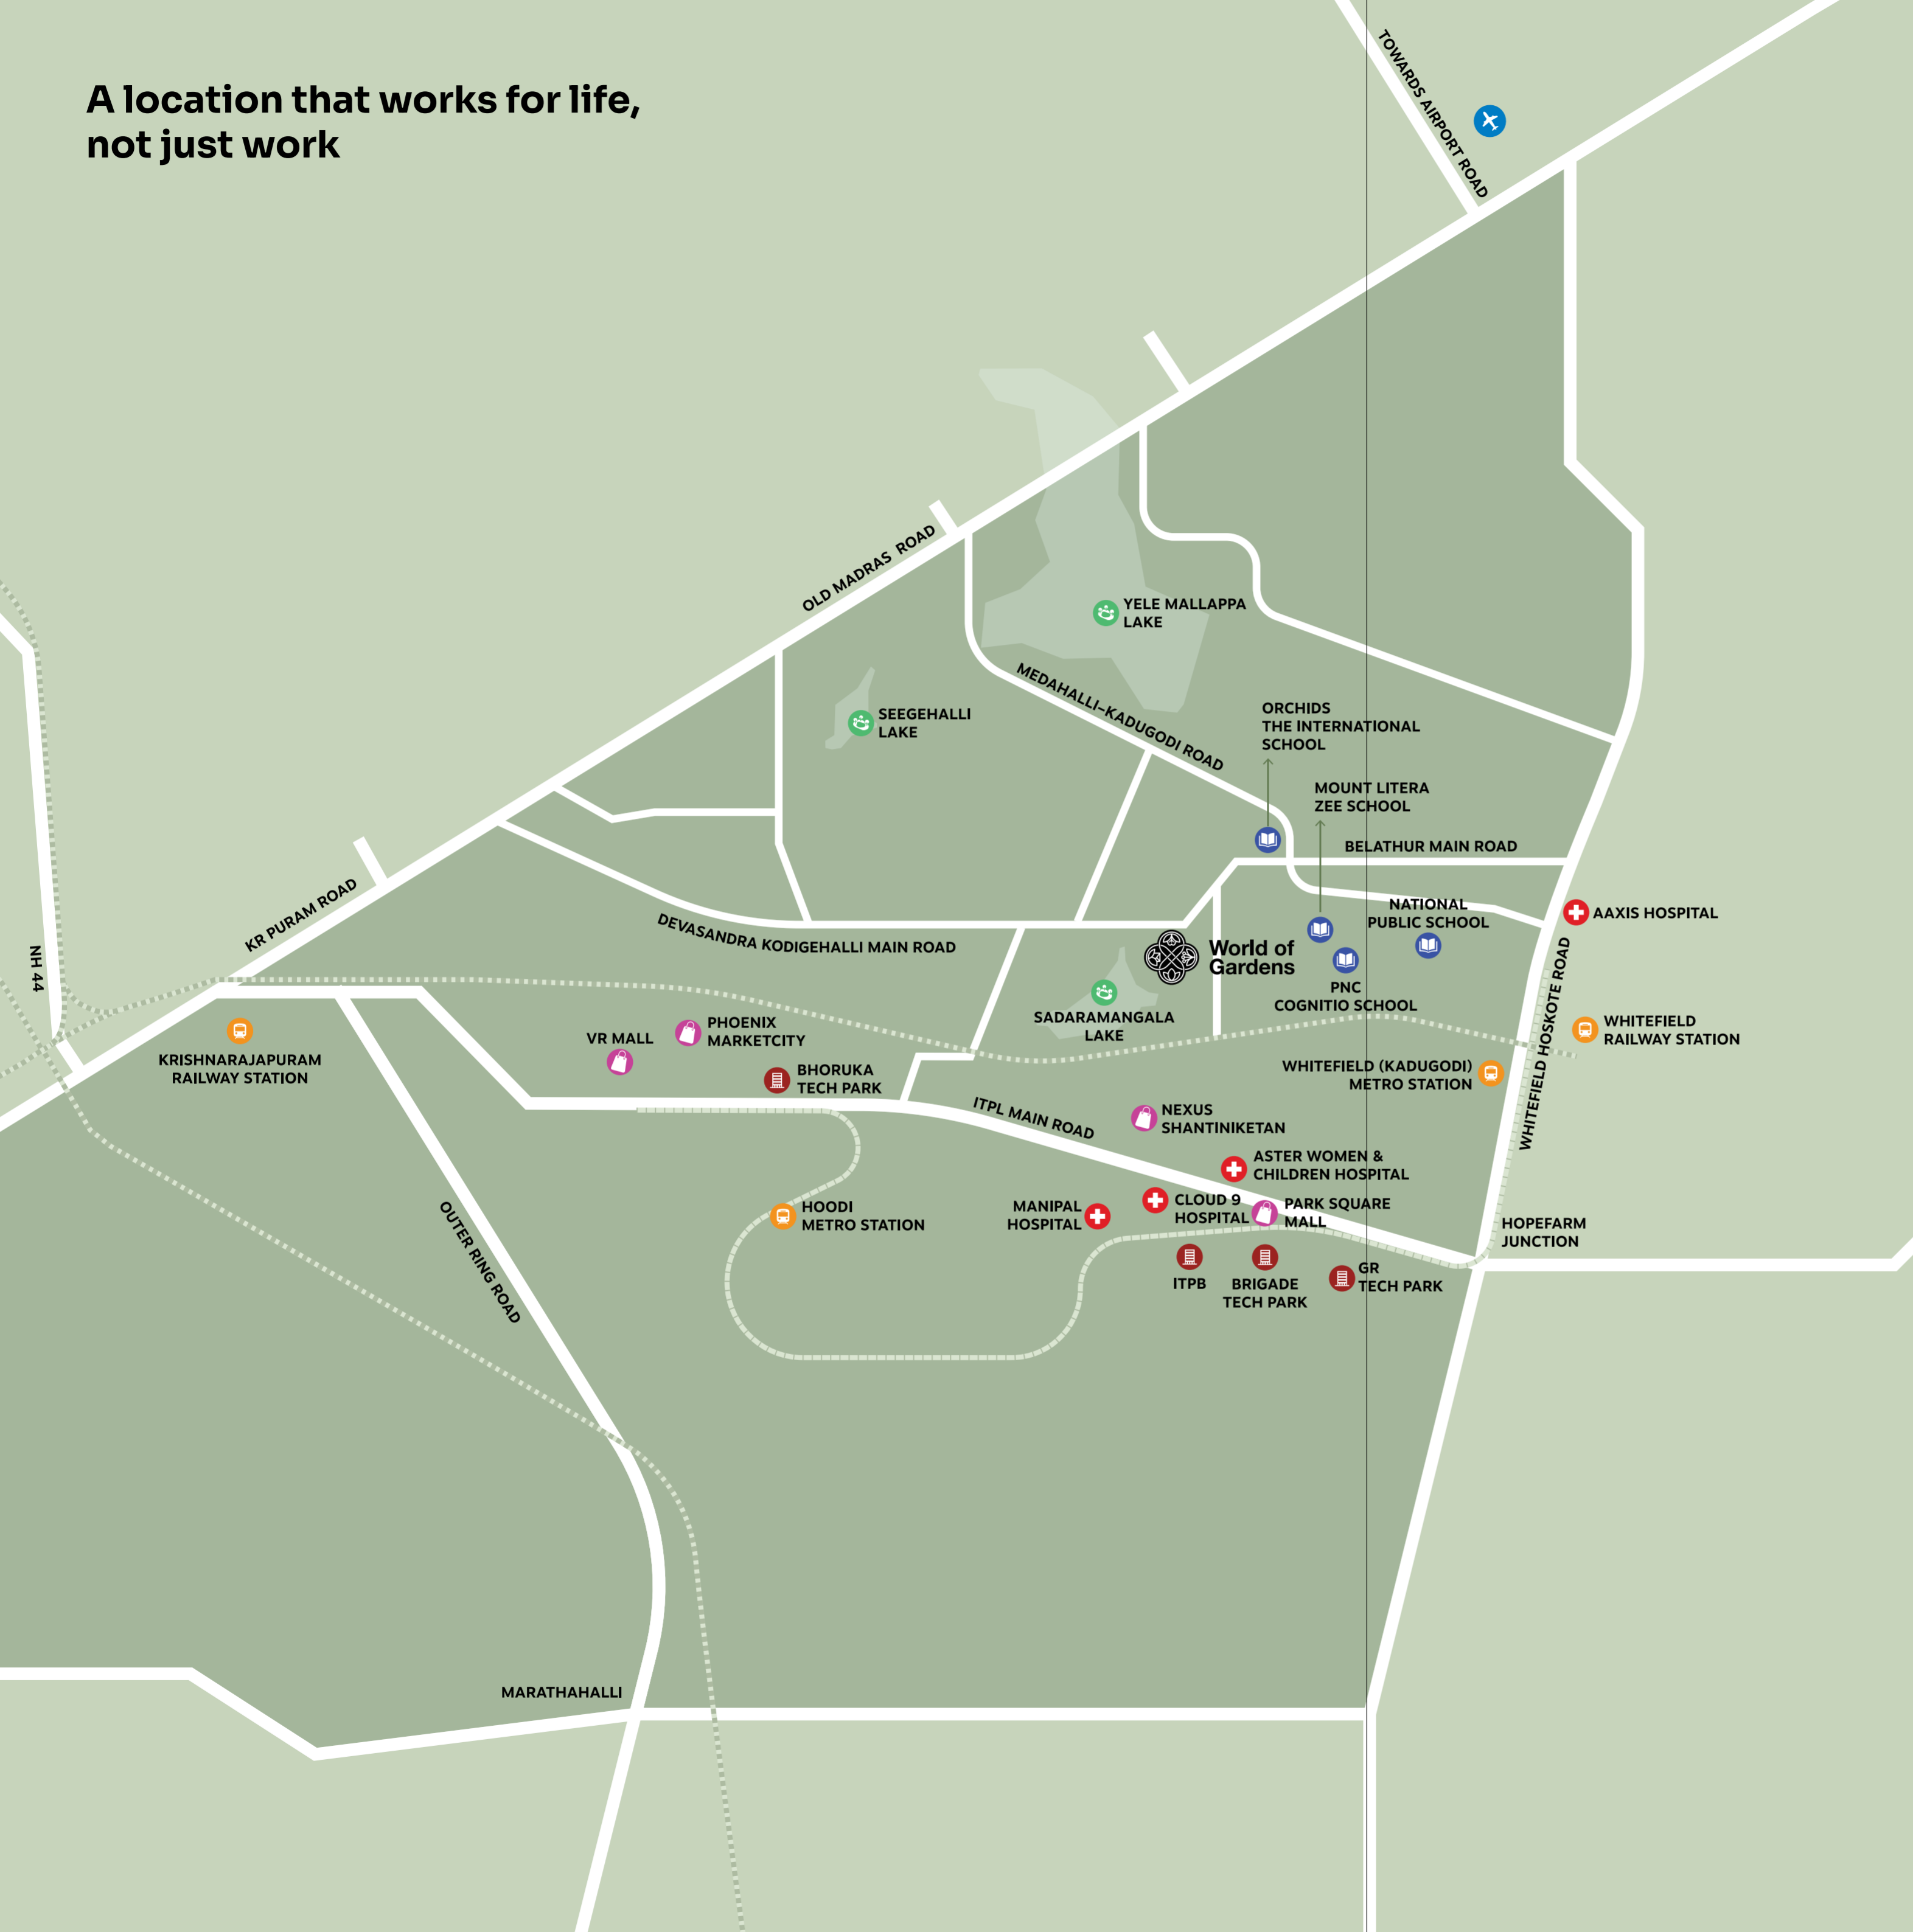 A location that works for life,
not just work
TOWARDS AIRPORT ROAD
OLD MADRAS ROAD
YELE MALLAPPA
LAKE
MEDAHALLI–KADUGODI ROAD
SEEGEHALLI
LAKE
ORCHIDS
THE INTERNATIONAL
SCHOOL
MOUNT LITERA
ZEE SCHOOL
BELATHUR MAIN ROAD
KR PURAM ROAD
NATIONAL
PUBLIC SCHOOL
AAXIS HOSPITAL
DEVASANDRA KODIGEHALLI MAIN ROAD
World of
Gardens
NH 44
PNC
COGNITIO SCHOOL
SADARAMANGALA
LAKE
WHITEFIELD HOSKOTE ROAD
WHITEFIELD
RAILWAY STATION
KRISHNARAJAPURAM
RAILWAY STATION
VR MALL
PHOENIX
MARKETCITY
BHORUKA
TECH PARK
WHITEFIELD (KADUGODI)
METRO STATION
ITPL MAIN ROAD
NEXUS
SHANTINIKETAN
ASTER WOMEN &
CHILDREN HOSPITAL
HOODI
METRO STATION
MANIPAL
HOSPITAL
CLOUD 9
HOSPITAL
PARK SQUARE
MALL
HOPEFARM
JUNCTION
OUTER RING ROAD
ITPB
BRIGADE
TECH PARK
GR
TECH PARK
MARATHAHALLI